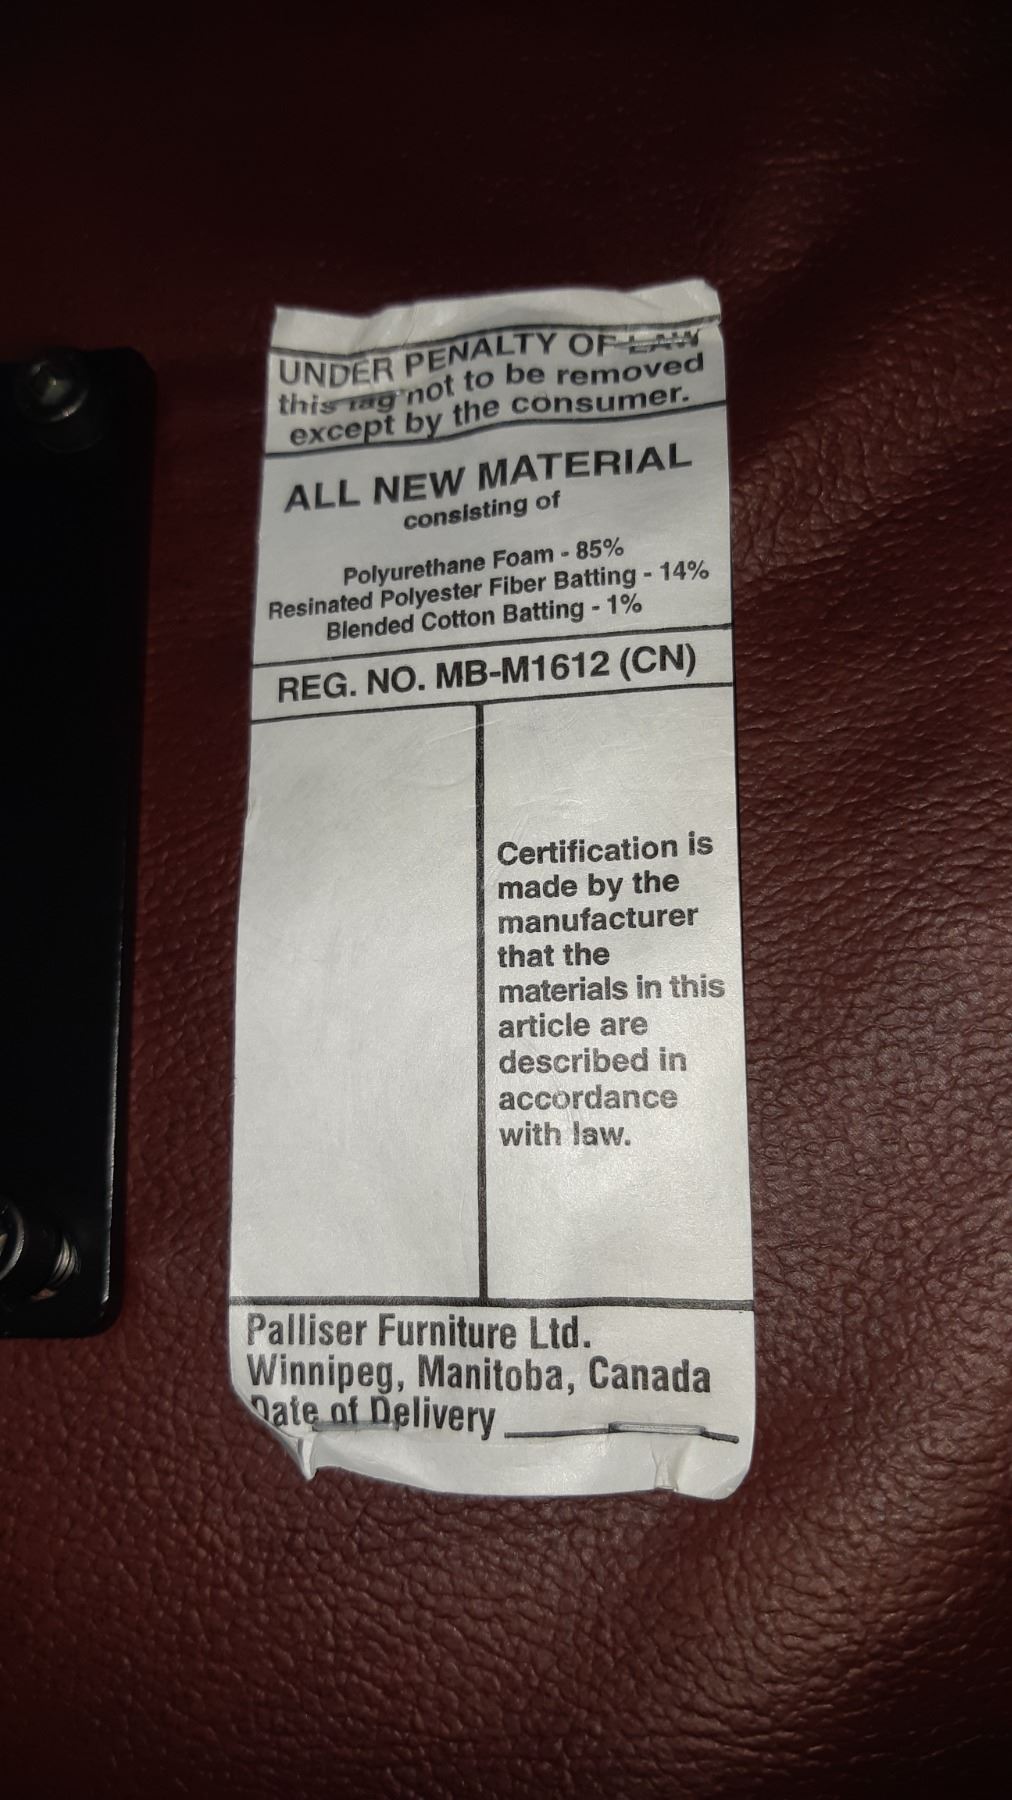 UNDER PENALTY OF LAW
this tag not to be removed
except by the consumer.
ALL NEW MATERIAL
consisting of
Polyurethane Foam - 85%
Resinated Polyester Fiber Batting - 14%
Blended Cotton Batting - 1%
REG. NO. MB-M1612 (CN)
Certification is
made by the
manufacturer
that the
materials in this
article are
described in
accordance
with law.
Palliser Furniture Ltd.
Winnipeg, Manitoba, Canada
Date of Delivery